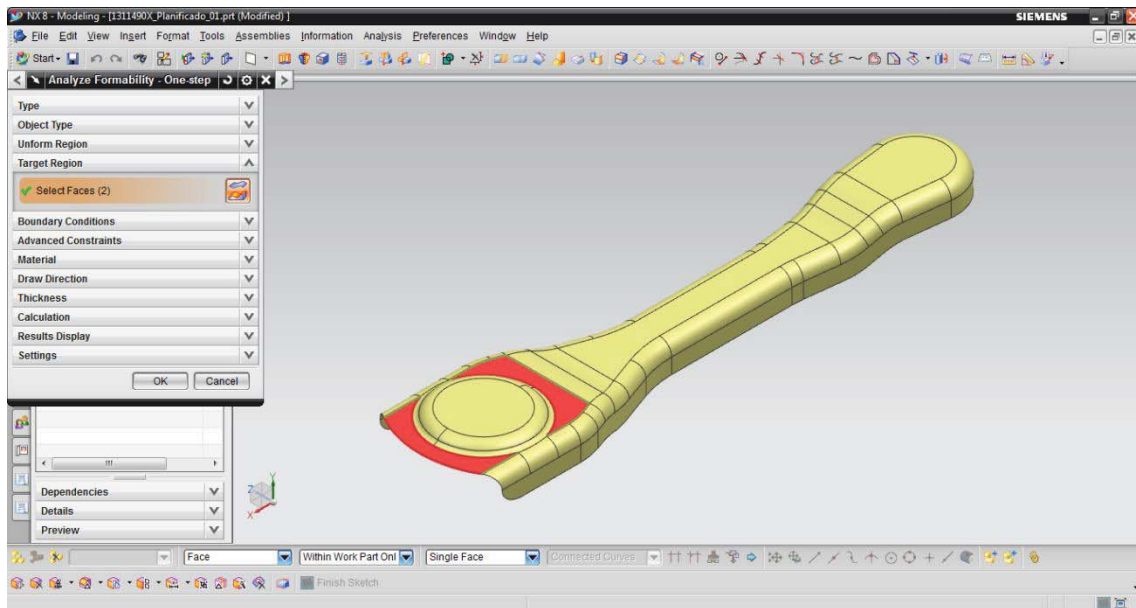 NX 8 - Modeling - [1311490X_Planificado_01.prt (Modified) ]
SIEMENS
File Edit View Insert Format Tools Assemblies Information Analysis Preferences Window Help
Start
Analyze Formability - One-step
Type
Object Type
Unform Region
Target Region
Select Faces (2)
Boundary Conditions
Advanced Constraints
Material
Draw Direction
Thickness
Calculation
Results Display
Settings
OK Cancel
Dependencies
Details
Preview
Z Y X
Face Within Work Part Onl Single Face Connected Curves
Finish Sketch